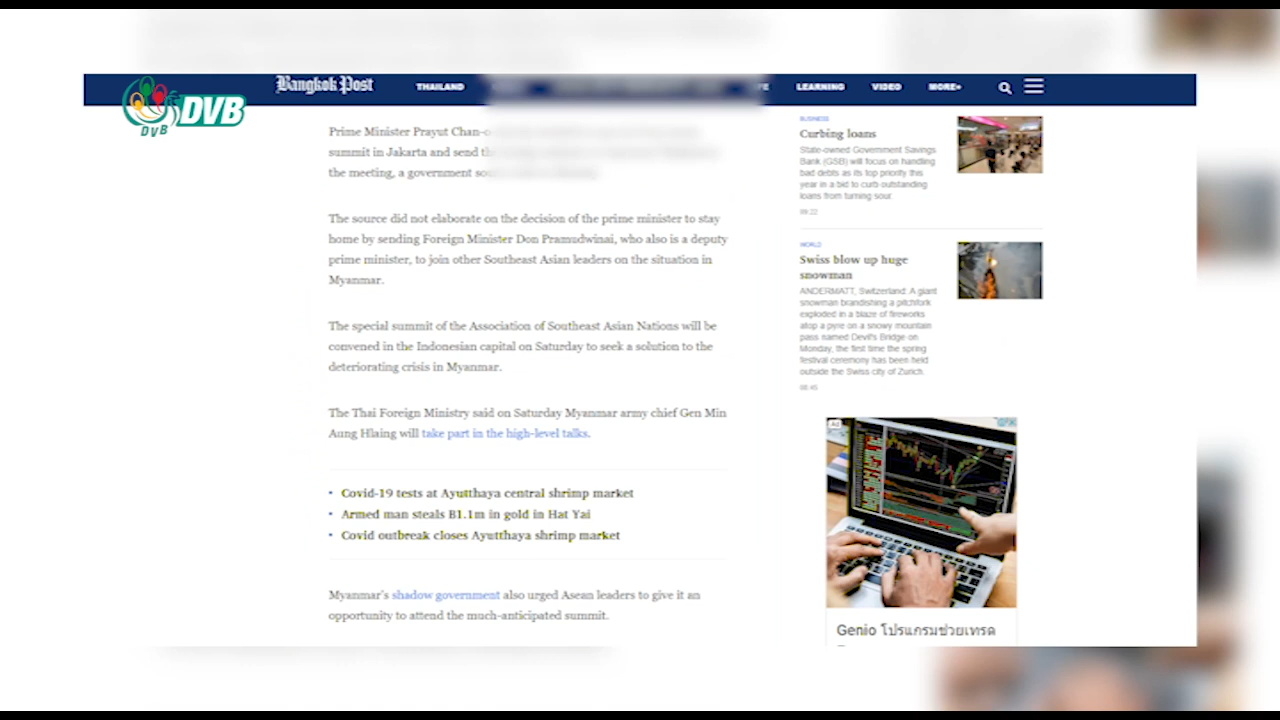 Bangkok Post
THAILAND
LEARNING
VIDEO
MORE+
DVB
DVB
Prime Minister Prayut Chan-o
summit in Jakarta and send
the meeting, a government
The source did not elaborate on the decision of the prime minister to stay
home by sending Foreign Minister Don Pramudwinai, who also is a deputy
prime minister, to join other Southeast Asian leaders on the situation in
Myanmar.
The special summit of the Association of Southeast Asian Nations will be
convened in the Indonesian capital on Saturday to seek a solution to the
deteriorating crisis in Myanmar.
The Thai Foreign Ministry said on Saturday Myanmar army chief Gen Min
Aung Hlaing will take part in the high-level talks.
• Covid-19 tests at Ayutthaya central shrimp market
• Armed man steals B1.1m in gold in Hat Yai
• Covid outbreak closes Ayutthaya shrimp market
Myanmar's shadow government also urged Asean leaders to give it an
opportunity to attend the much-anticipated summit.
BUSINESS
Curbing loans
State-owned Government Savings
Bank (GSB) will focus on handling
bad debts as its top priority this
year in a bid to curb outstanding
loans from turning sour.
09:22
WORLD
Swiss blow up huge
snowman
ANDERMATT, Switzerland: A giant
snowman brandishing a pitchfork
exploded in a blaze of fireworks
atop a pyre on a snowy mountain
pass named Devil's Bridge on
Monday, the first time the spring
festival ceremony has been held
outside the Swiss city of Zurich.
08:45
Ad
Genio โปรแกรมช่วยเทรด